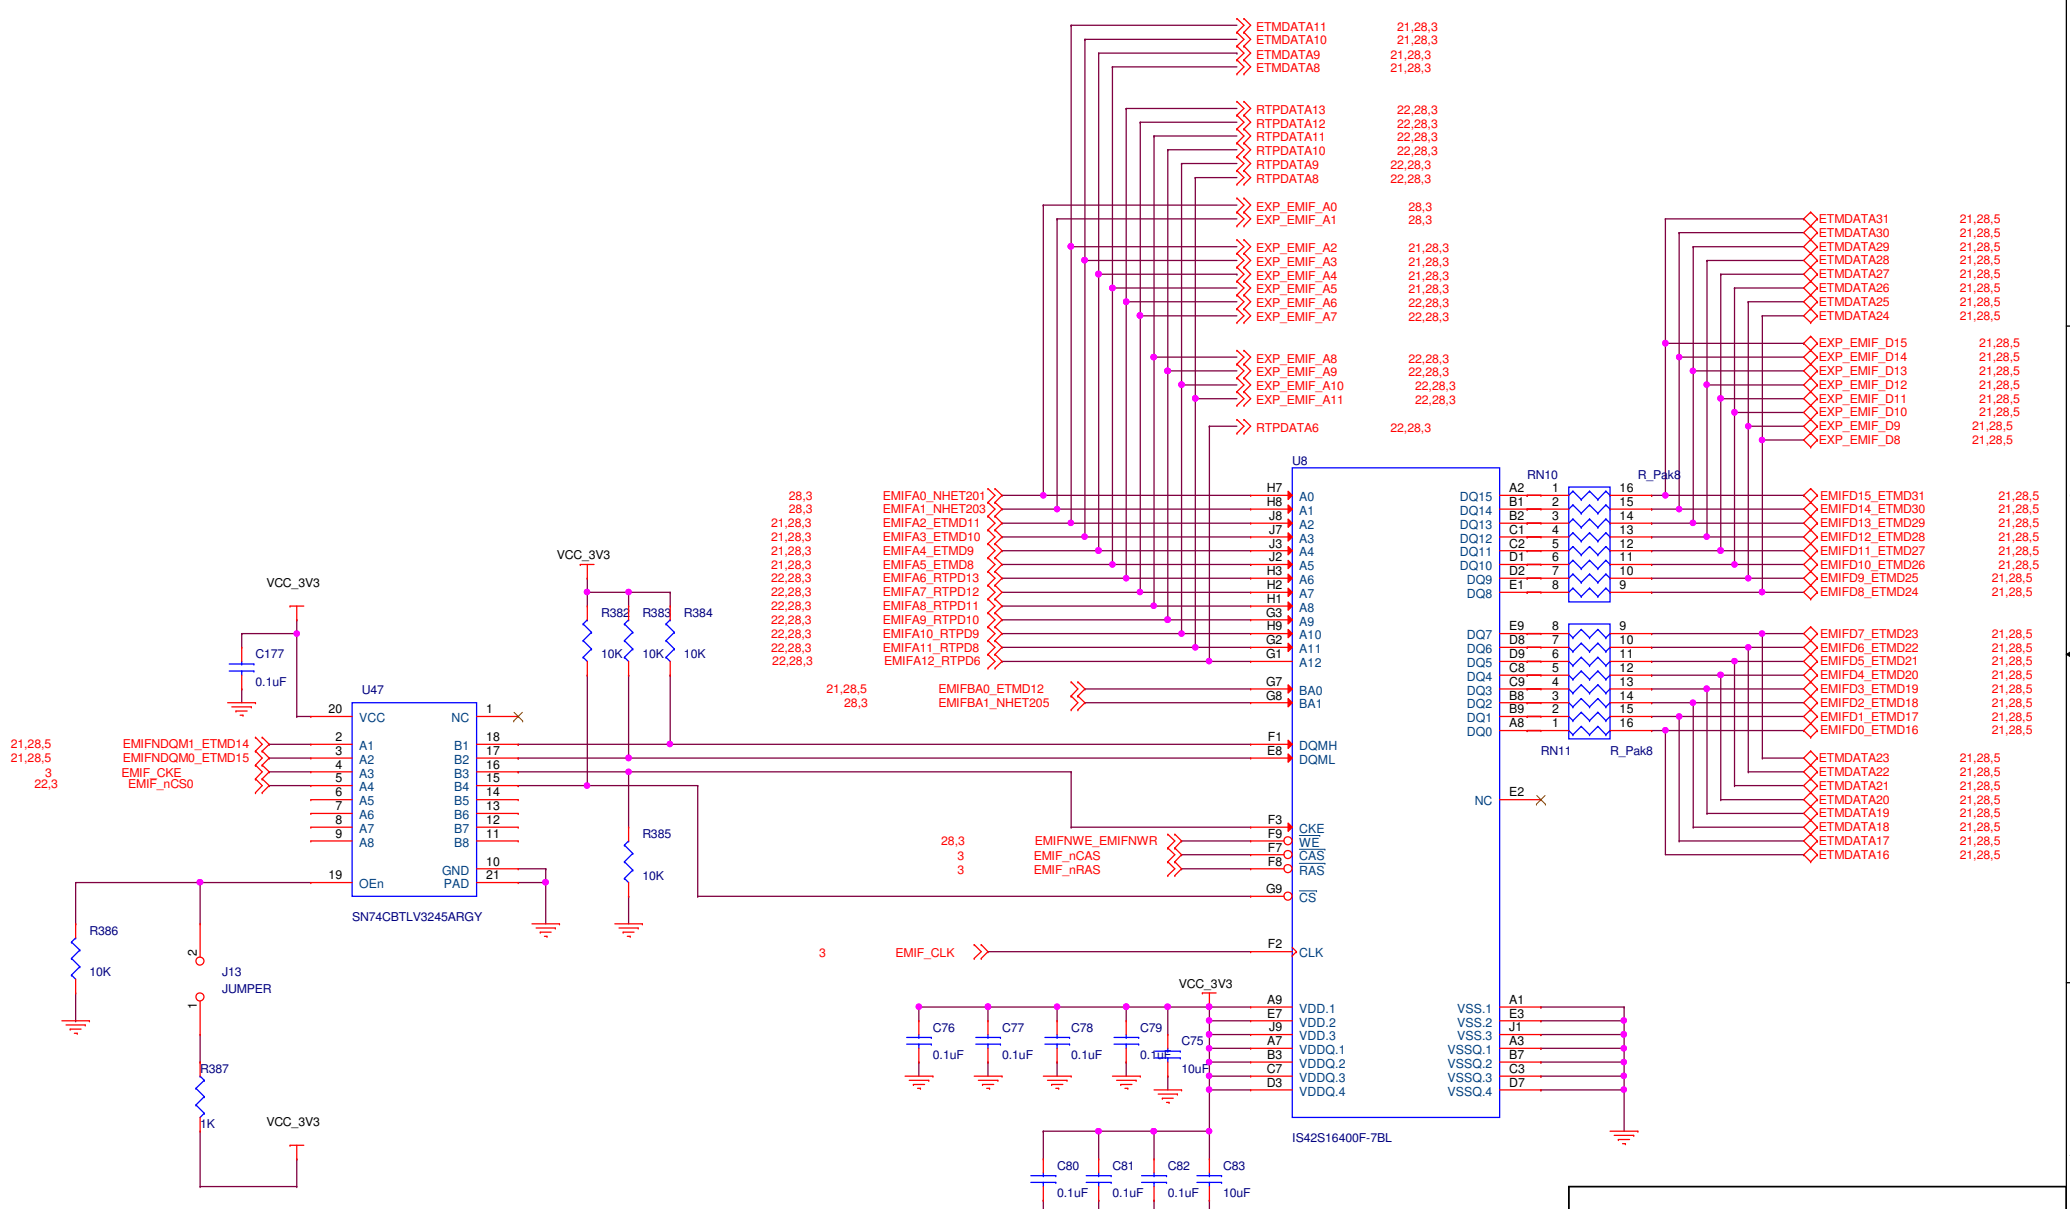 ETMDATA11 21,28,3
ETMDATA10 21,28,3
ETMDATA9 21,28,3
ETMDATA8 21,28,3
RTPDATA13 22,28,3
RTPDATA12 22,28,3
RTPDATA11 22,28,3
RTPDATA10 22,28,3
RTPDATA9 22,28,3
RTPDATA8 22,28,3
EXP_EMIF_A0 28,3
EXP_EMIF_A1 28,3
EXP_EMIF_A2 21,28,3
EXP_EMIF_A3 21,28,3
EXP_EMIF_A4 21,28,3
EXP_EMIF_A5 21,28,3
EXP_EMIF_A6 22,28,3
EXP_EMIF_A7 22,28,3
EXP_EMIF_A8 22,28,3
EXP_EMIF_A9 22,28,3
EXP_EMIF_A10 22,28,3
EXP_EMIF_A11 22,28,3
RTPDATA6 22,28,3
ETMDATA31 21,28,5
ETMDATA30 21,28,5
ETMDATA29 21,28,5
ETMDATA28 21,28,5
ETMDATA27 21,28,5
ETMDATA26 21,28,5
ETMDATA25 21,28,5
ETMDATA24 21,28,5
EXP_EMIF_D15 21,28,5
EXP_EMIF_D14 21,28,5
EXP_EMIF_D13 21,28,5
EXP_EMIF_D12 21,28,5
EXP_EMIF_D11 21,28,5
EXP_EMIF_D10 21,28,5
EXP_EMIF_D9 21,28,5
EXP_EMIF_D8 21,28,5
U8
RN10 R_Pak8
28,3 EMIFA0_NHET201 H7 A0
28,3 EMIFA1_NHET203 H8 A1
21,28,3 EMIFA2_ETMD11 J8 A2
21,28,3 EMIFA3_ETMD10 J7 A3
21,28,3 EMIFA4_ETMD9 J3 A4
21,28,3 EMIFA5_ETMD8 J2 A5
22,28,3 EMIFA6_RTPD13 H3 A6
22,28,3 EMIFA7_RTPD12 H2 A7
22,28,3 EMIFA8_RTPD11 H1 A8
22,28,3 EMIFA9_RTPD10 G3 A9
22,28,3 EMIFA10_RTPD9 H9 A10
22,28,3 EMIFA11_RTPD8 G2 A11
22,28,3 EMIFA12_RTPD6 G1 A12
21,28,5 EMIFBA0_ETMD12 G7 BA0
28,3 EMIFBA1_NHET205 G8 BA1
F1 DQMH
E8 DQML
F3 CKE
28,3 EMIFNWE_EMIFNWR F9 WE
3 EMIF_nCAS F7 CAS
3 EMIF_nRAS F8 RAS
G9 CS
3 EMIF_CLK F2 CLK
DQ15 A2 1 16 EMIFD15_ETMD31 21,28,5
DQ14 B1 2 15 EMIFD14_ETMD30 21,28,5
DQ13 B2 3 14 EMIFD13_ETMD29 21,28,5
DQ12 C1 4 13 EMIFD12_ETMD28 21,28,5
DQ11 C2 5 12 EMIFD11_ETMD27 21,28,5
DQ10 D1 6 11 EMIFD10_ETMD26 21,28,5
DQ9 D2 7 10 EMIFD9_ETMD25 21,28,5
DQ8 E1 8 9 EMIFD8_ETMD24 21,28,5
DQ7 E9 8 9 EMIFD7_ETMD23 21,28,5
DQ6 D8 7 10 EMIFD6_ETMD22 21,28,5
DQ5 D9 6 11 EMIFD5_ETMD21 21,28,5
DQ4 C8 5 12 EMIFD4_ETMD20 21,28,5
DQ3 C9 4 13 EMIFD3_ETMD19 21,28,5
DQ2 B8 3 14 EMIFD2_ETMD18 21,28,5
DQ1 B9 2 15 EMIFD1_ETMD17 21,28,5
DQ0 A8 1 16 EMIFD0_ETMD16 21,28,5
RN11 R_Pak8
ETMDATA23 21,28,5
ETMDATA22 21,28,5
ETMDATA21 21,28,5
ETMDATA20 21,28,5
ETMDATA19 21,28,5
ETMDATA18 21,28,5
ETMDATA17 21,28,5
ETMDATA16 21,28,5
NC E2
VCC_3V3
R382 R383 R384
10K 10K 10K
VCC_3V3
C177
0.1uF
U47
20 VCC NC 1
21,28,5 EMIFNDQM1_ETMD14 2 A1 B1 18
21,28,5 EMIFNDQM0_ETMD15 3 A2 B2 17
3 EMIF_CKE 4 A3 B3 16
22,3 EMIF_nCS0 5 A4 B4 15
6 A5 B5 14
7 A6 B6 13
8 A7 B7 12
9 A8 B8 11
GND 10
19 OEn PAD 21
SN74CBTLV3245ARGY
R385
10K
R386
10K
2
J13
JUMPER
1
R387
1K
VCC_3V3
VCC_3V3
C76 C77 C78 C79 C75
0.1uF 0.1uF 0.1uF 0.1uF 10uF
A9 VDD.1 VSS.1 A1
E7 VDD.2 VSS.2 E3
J9 VDD.3 VSS.3 J1
A7 VDDQ.1 VSSQ.1 A3
B3 VDDQ.2 VSSQ.2 B7
C7 VDDQ.3 VSSQ.3 C3
D3 VDDQ.4 VSSQ.4 D7
IS42S16400F-7BL
C80 C81 C82 C83
0.1uF 0.1uF 0.1uF 10uF